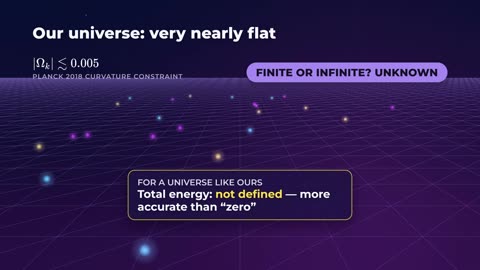 Our universe: very nearly flat
|Ωₖ| ≲ 0.005
PLANCK 2018 CURVATURE CONSTRAINT
FINITE OR INFINITE? UNKNOWN
FOR A UNIVERSE LIKE OURS
Total energy: not defined — more
accurate than “zero”